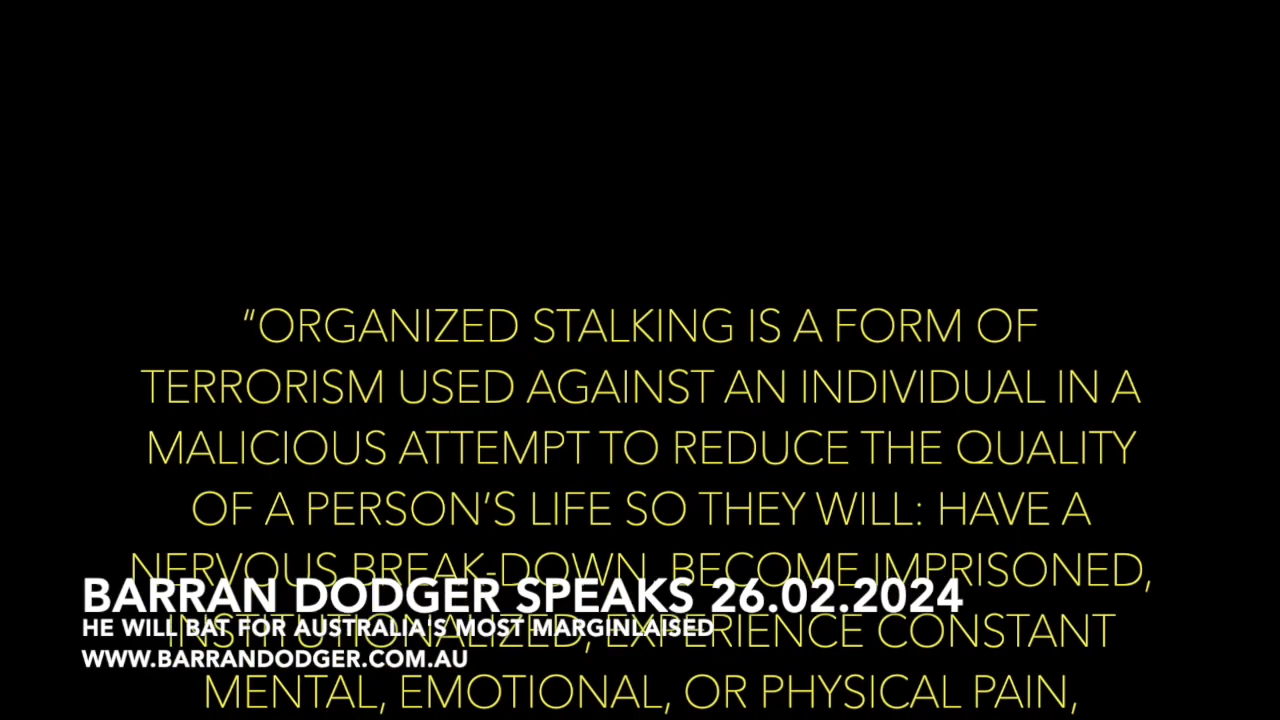 “ORGANIZED STALKING IS A FORM OF
TERRORISM USED AGAINST AN INDIVIDUAL IN A
MALICIOUS ATTEMPT TO REDUCE THE QUALITY
OF A PERSON’S LIFE SO THEY WILL: HAVE A
NERVOUS BREAK-DOWN, BECOME IMPRISONED,
BARRAN DODGER SPEAKS 26.02.2024
HE WILL BAT FOR AUSTRALIA'S MOST MARGINLAISED
INSTITUTIONALIZED, EXPERIENCE CONSTANT
WWW.BARRANDODGER.COM.AU
MENTAL, EMOTIONAL, OR PHYSICAL PAIN,